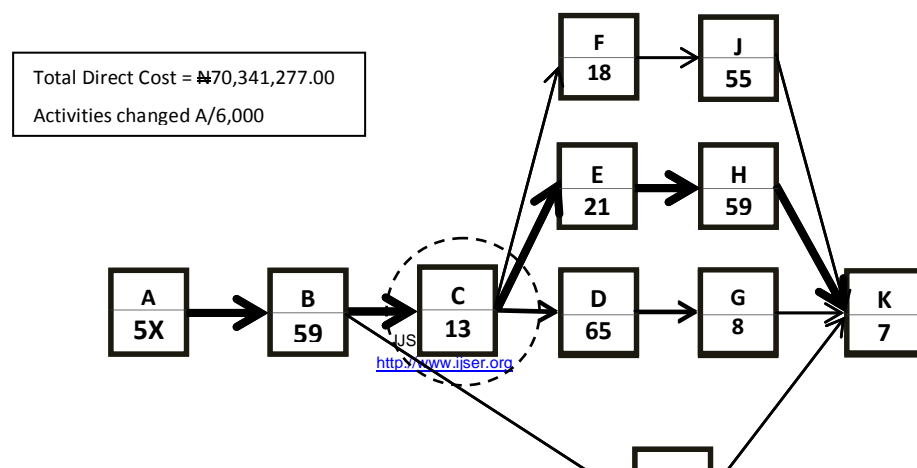 Total Direct Cost = ₦70,341,277.00
Activities changed A/6,000
F
18
J
55
E
21
H
59
A
5X
B
59
C
13
D
65
G
8
K
7
IJS
http://www.ijser.org